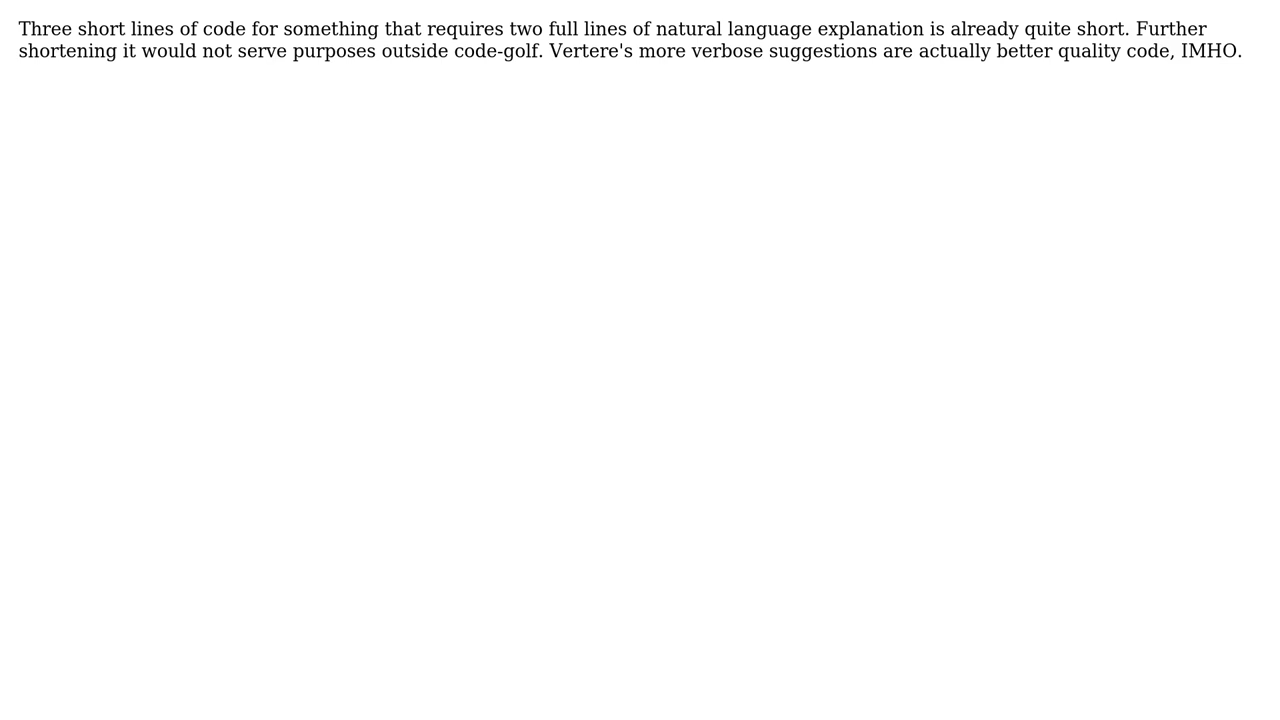 Three short lines of code for something that requires two full lines of natural language explanation is already quite short. Further
shortening it would not serve purposes outside code-golf. Vertere's more verbose suggestions are actually better quality code, IMHO.